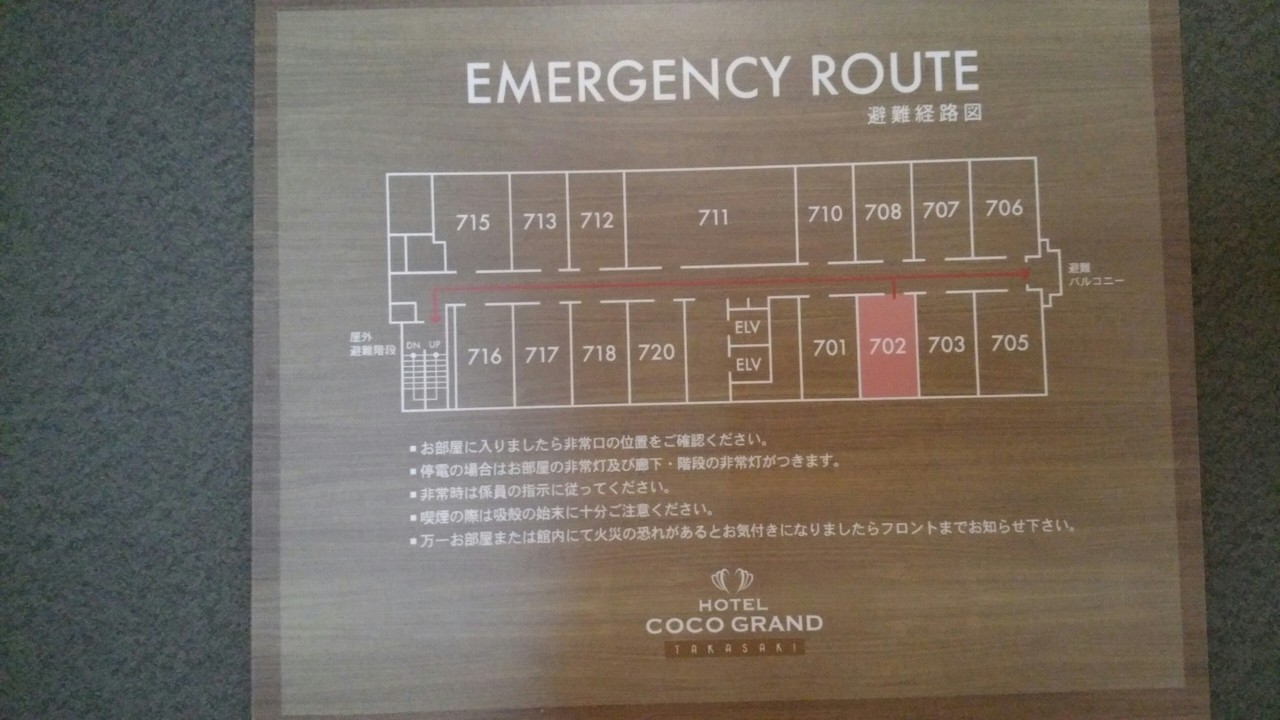 EMERGENCY ROUTE
避難経路図
715 713 712 711 710 708 707 706
避難
バルコニー
屋外
避難階段
DN UP
716 717 718 720
ELV
ELV
701 702 703 705
■お部屋に入りましたら非常口の位置をご確認ください。
■停電の場合はお部屋の非常灯及び廊下・階段の非常灯がつきます。
■非常時は係員の指示に従ってください。
■喫煙の際は吸殻の始末に十分ご注意ください。
■万一お部屋または館内にて火災の恐れがあるとお気付きになりましたらフロントまでお知らせ下さい。
HOTEL
COCO GRAND
TAKASAKI